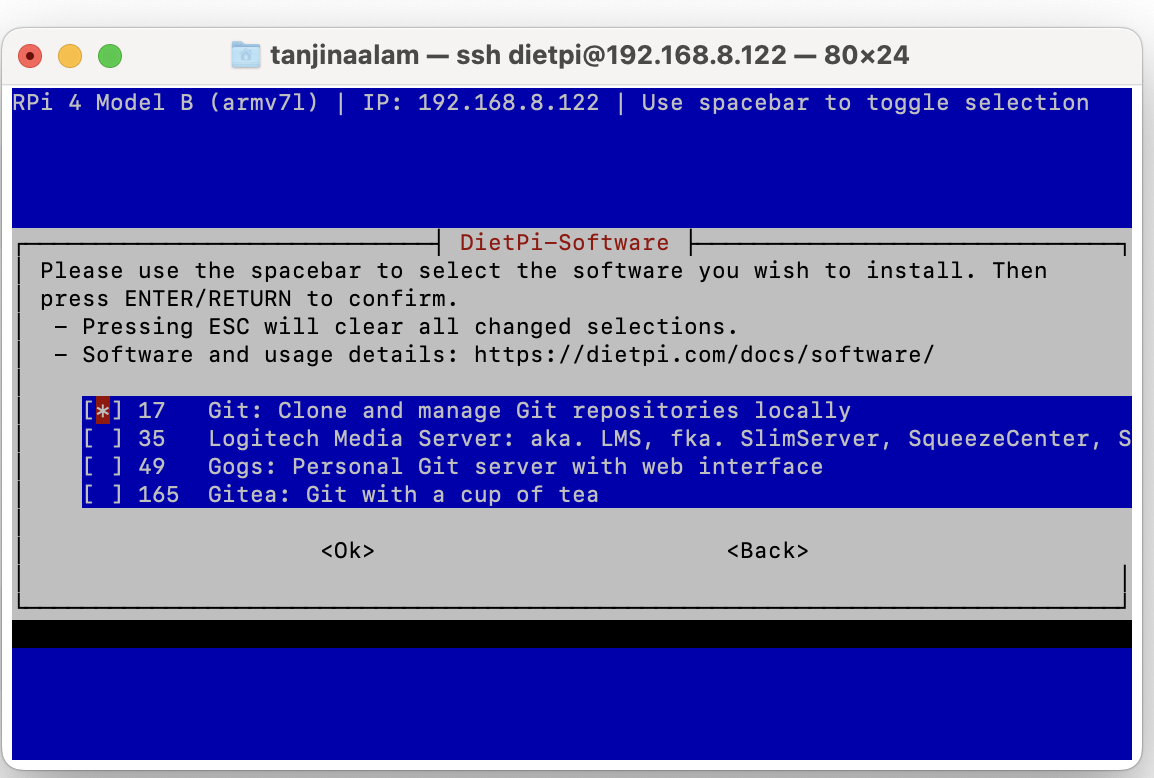 tanjinaalam — ssh dietpi@192.168.8.122 — 80×24
RPi 4 Model B (armv7l) | IP: 192.168.8.122 | Use spacebar to toggle selection
DietPi-Software
Please use the spacebar to select the software you wish to install. Then
press ENTER/RETURN to confirm.
– Pressing ESC will clear all changed selections.
– Software and usage details: https://dietpi.com/docs/software/
[*] 17 Git: Clone and manage Git repositories locally
[ ] 35 Logitech Media Server: aka. LMS, fka. SlimServer, SqueezeCenter, S
[ ] 49 Gogs: Personal Git server with web interface
[ ] 165 Gitea: Git with a cup of tea
<Ok> <Back>